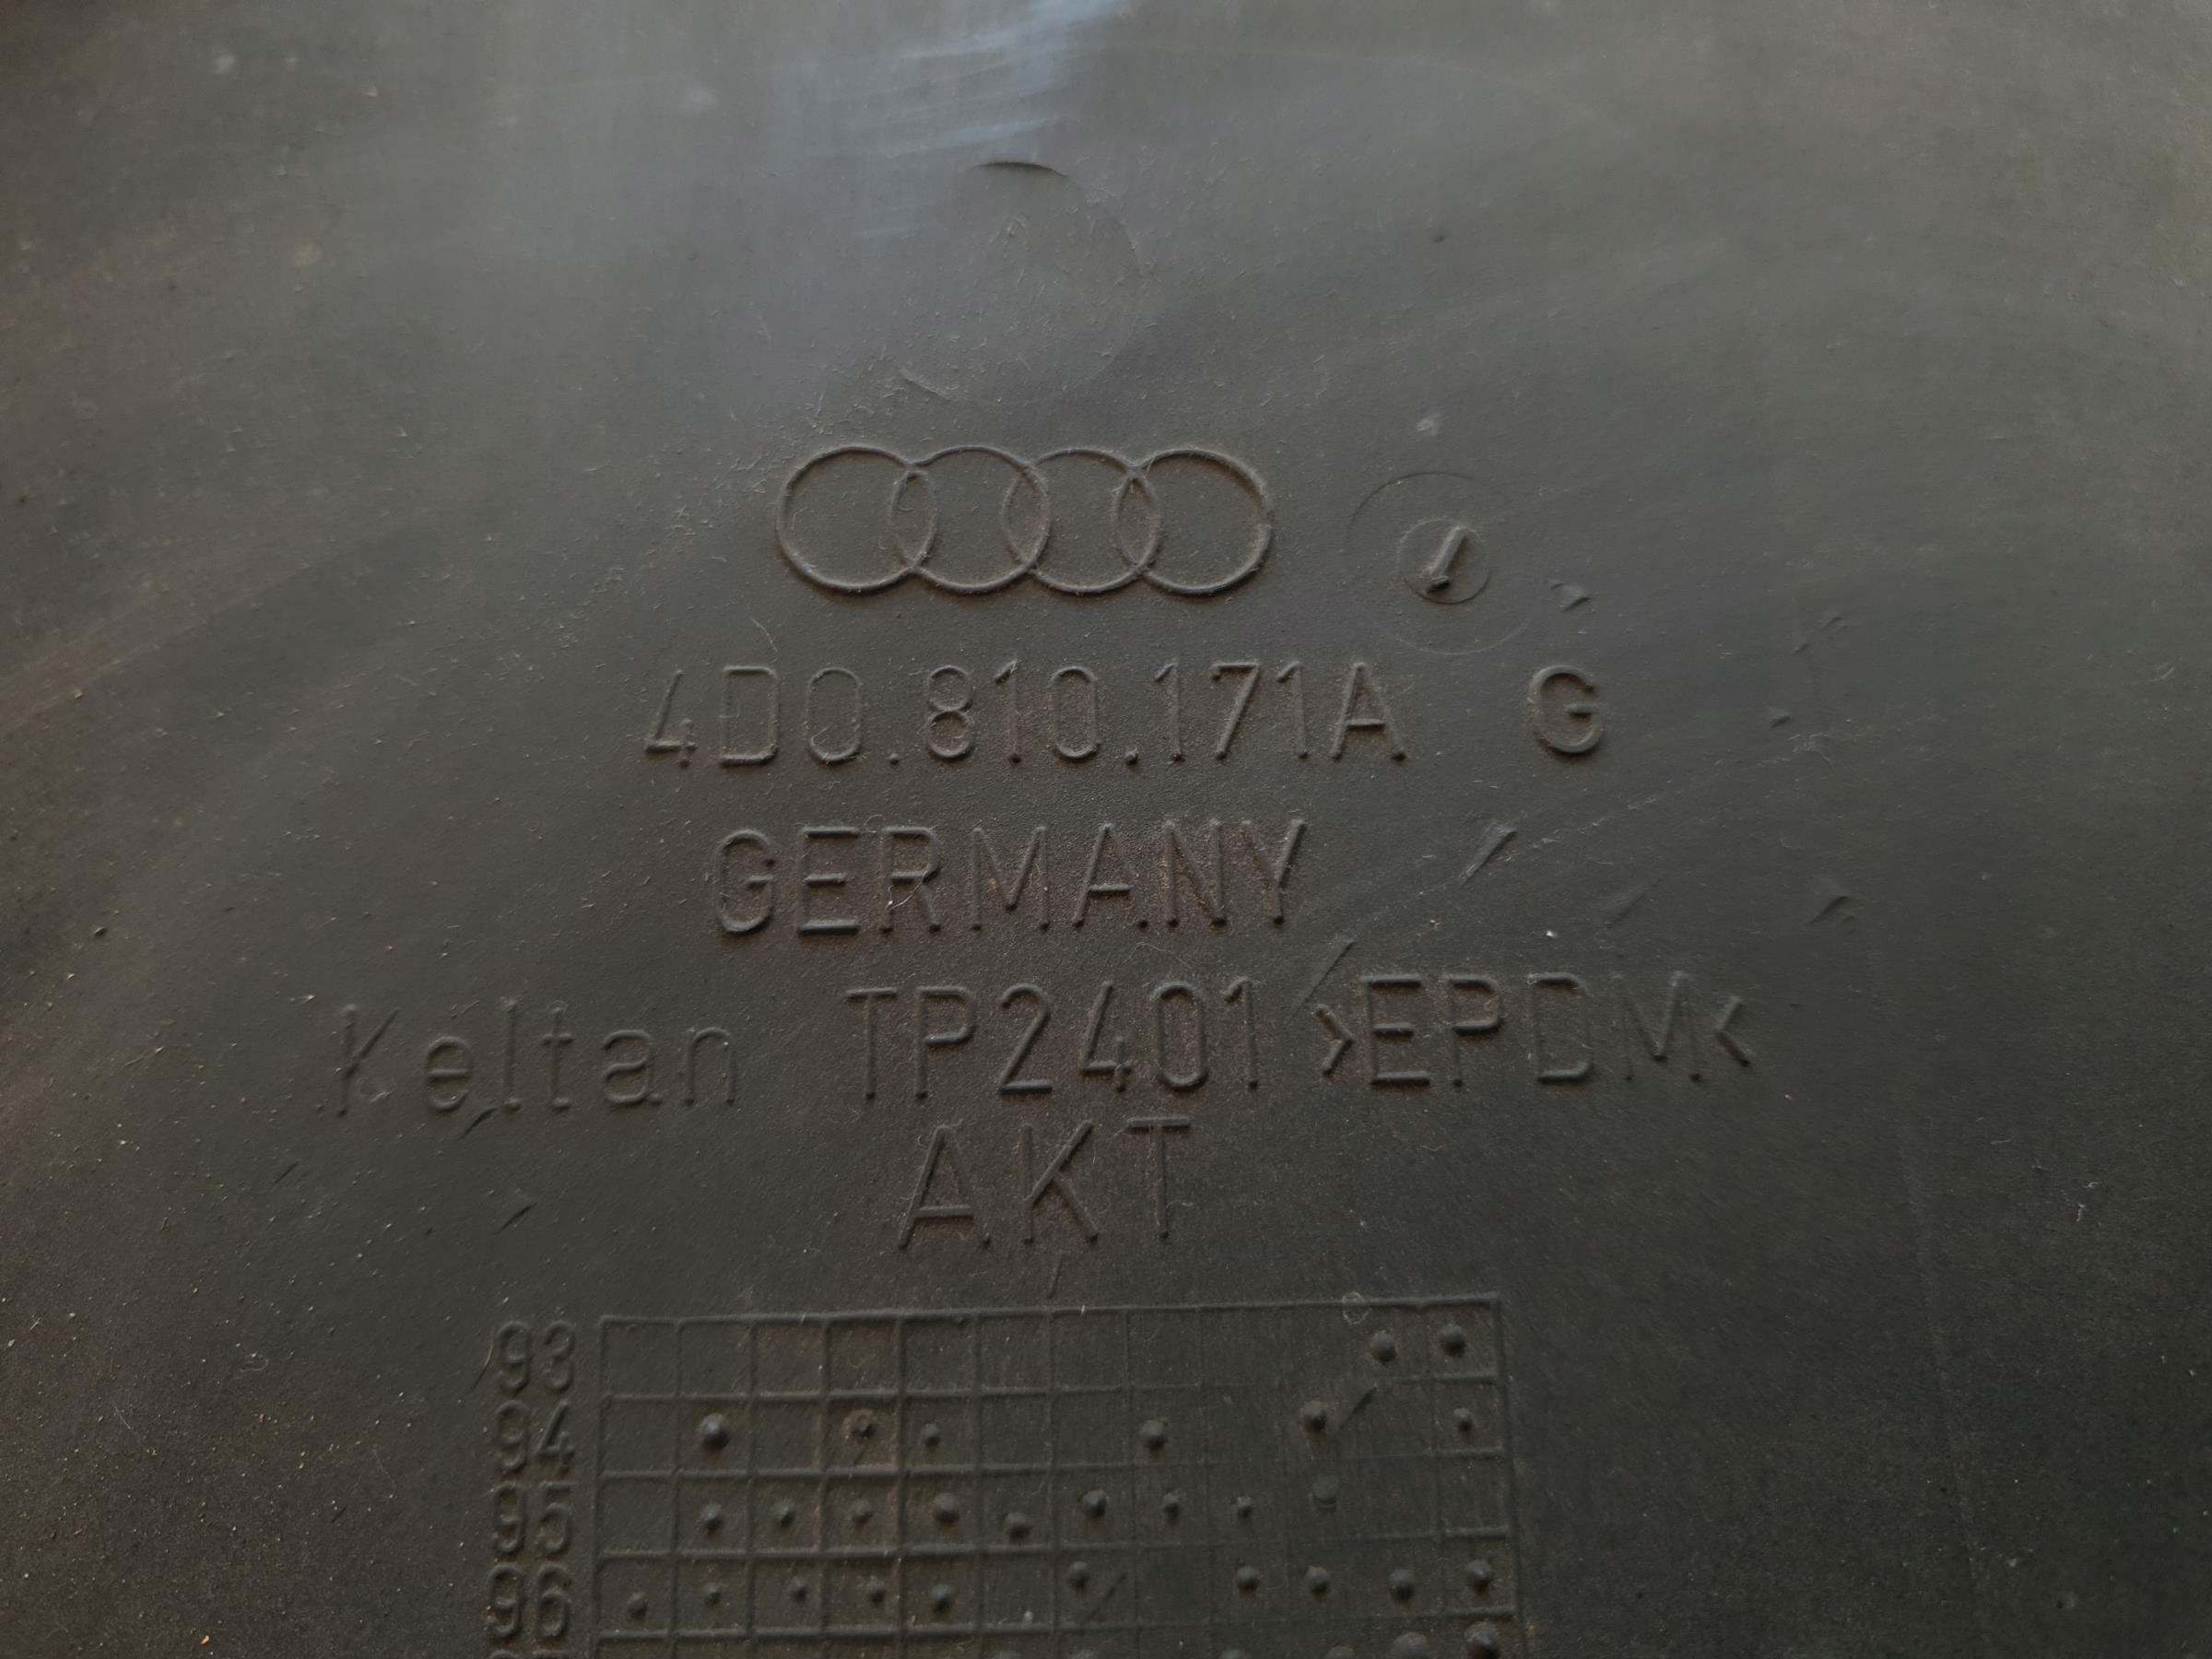 4D0.810.171A G
GERMANY
Keltan TP2401 >EPDM<
AKT
93
94
95
96